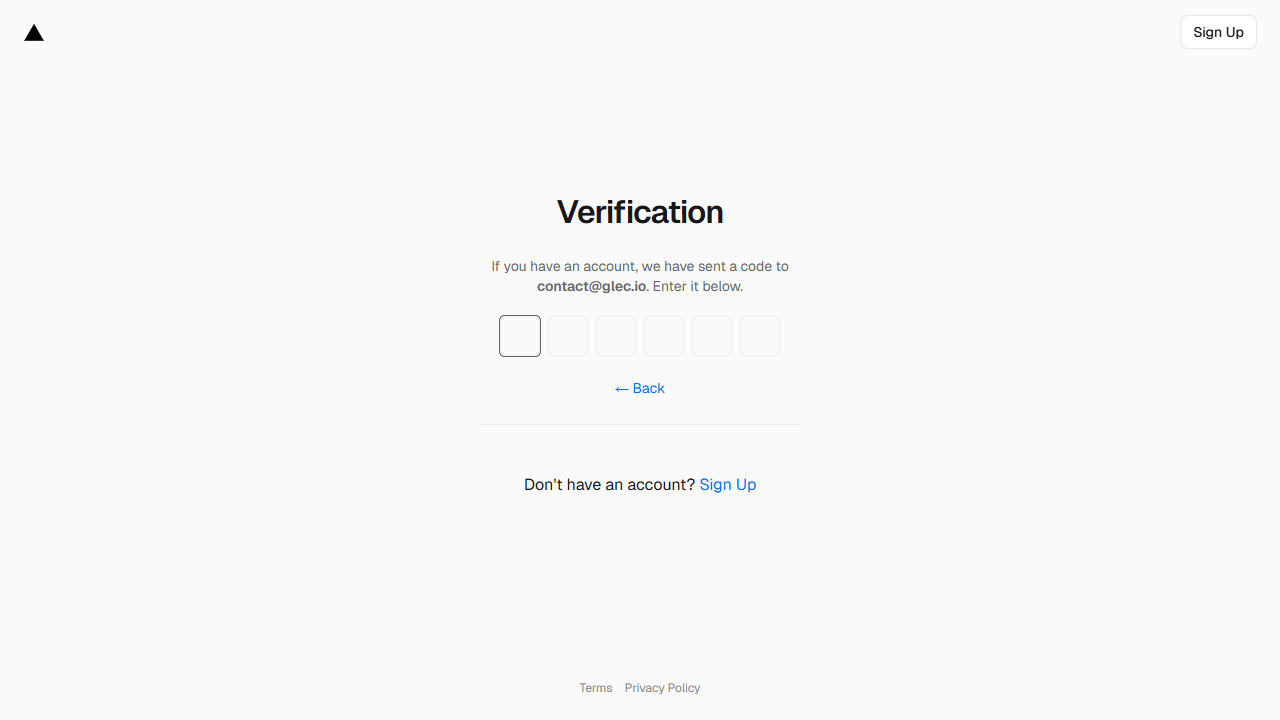 Sign Up
Verification
If you have an account, we have sent a code to
contact@glec.io. Enter it below.
← Back
Don't have an account? Sign Up
Terms Privacy Policy